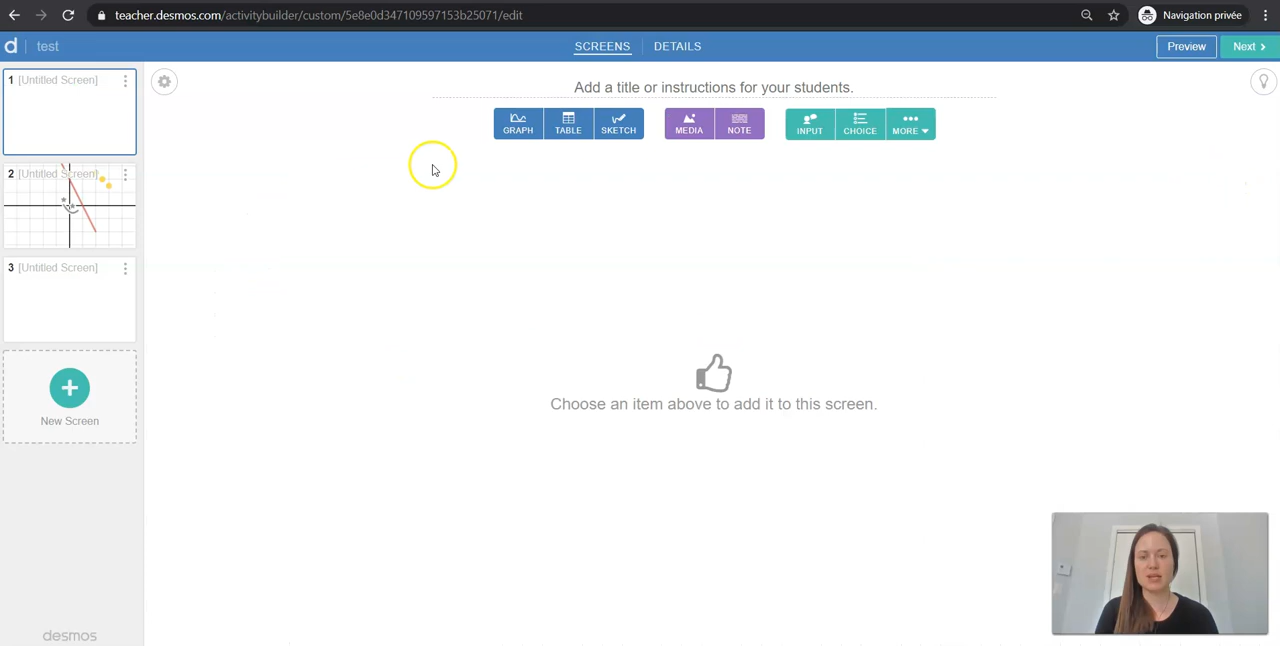 teacher.desmos.com/activitybuilder/custom/5e8e0d347109597153b25071/edit
Navigation privée
d test
SCREENS
DETAILS
Preview
Next
1 [Untitled Screen]
Add a title or instructions for your students.
GRAPH
TABLE
SKETCH
MEDIA
NOTE
INPUT
CHOICE
MORE
2 [Untitled Screen]
3 [Untitled Screen]
New Screen
Choose an item above to add it to this screen.
desmos